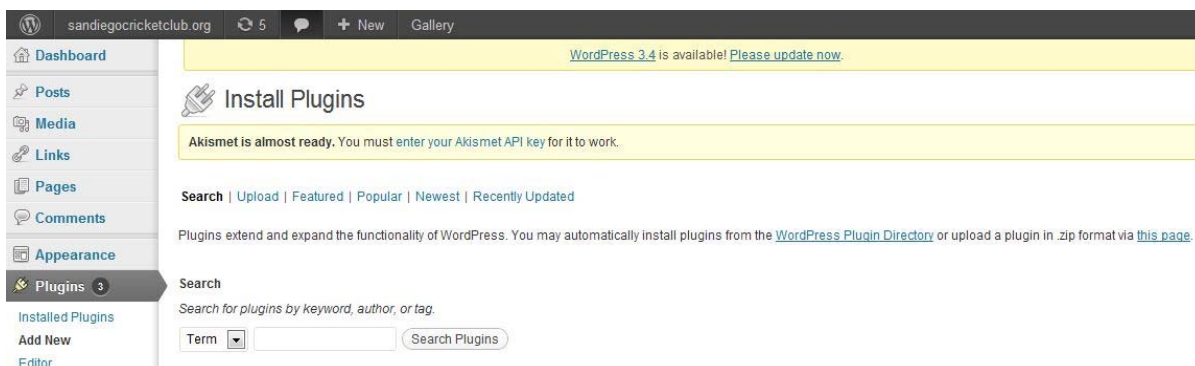 sandiegocricketclub.org 5 + New Gallery
Dashboard
Posts
Media
Links
Pages
Comments
Appearance
Plugins 3
Installed Plugins
Add New
Editor
WordPress 3.4 is available! Please update now.
Install Plugins
Akismet is almost ready. You must enter your Akismet API key for it to work.
Search | Upload | Featured | Popular | Newest | Recently Updated
Plugins extend and expand the functionality of WordPress. You may automatically install plugins from the WordPress Plugin Directory or upload a plugin in .zip format via this page.
Search
Search for plugins by keyword, author, or tag.
Term Search Plugins